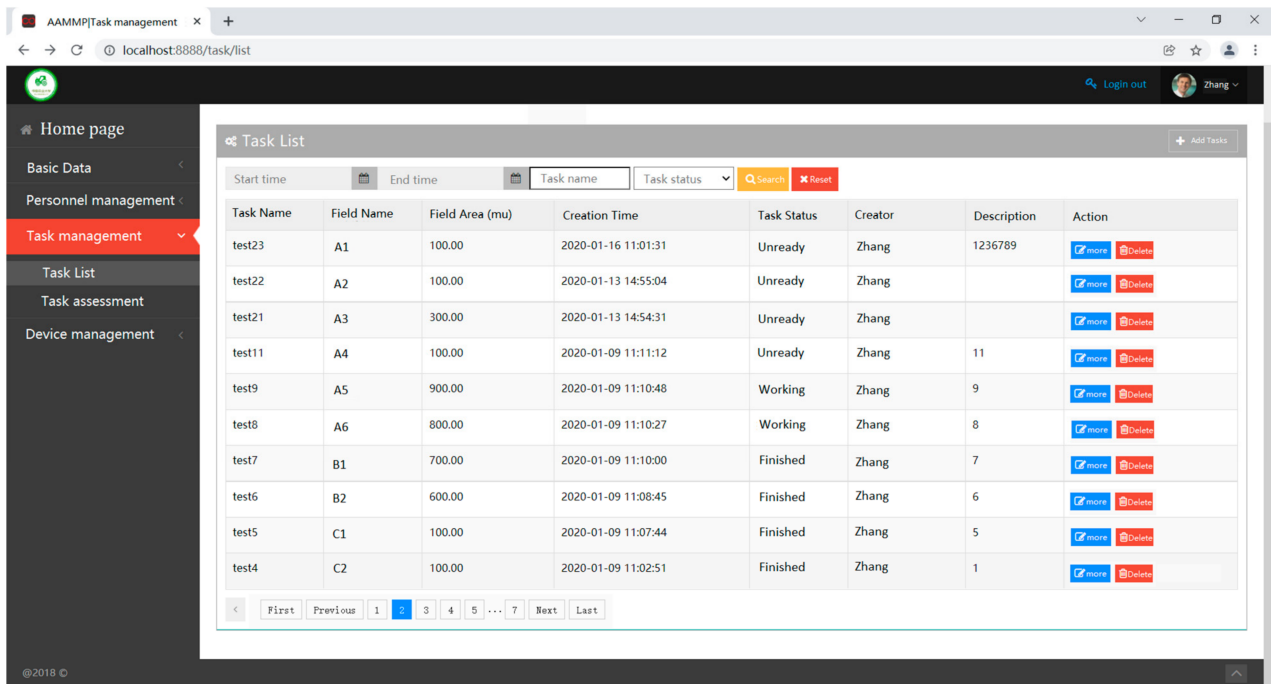 AAMMP|Task management
localhost:8888/task/list
Login out Zhang
Home page
Basic Data
Personnel management
Task management
Task List
Task assessment
Device management
Task List Add Tasks
Start time End time Task name Task status Search Reset
Task Name Field Name Field Area (mu) Creation Time Task Status Creator Description Action
test23 A1 100.00 2020-01-16 11:01:31 Unready Zhang 1236789 more Delete
test22 A2 100.00 2020-01-13 14:55:04 Unready Zhang more Delete
test21 A3 300.00 2020-01-13 14:54:31 Unready Zhang more Delete
test11 A4 100.00 2020-01-09 11:11:12 Unready Zhang 11 more Delete
test9 A5 900.00 2020-01-09 11:10:48 Working Zhang 9 more Delete
test8 A6 800.00 2020-01-09 11:10:27 Working Zhang 8 more Delete
test7 B1 700.00 2020-01-09 11:10:00 Finished Zhang 7 more Delete
test6 B2 600.00 2020-01-09 11:08:45 Finished Zhang 6 more Delete
test5 C1 100.00 2020-01-09 11:07:44 Finished Zhang 5 more Delete
test4 C2 100.00 2020-01-09 11:02:51 Finished Zhang 1 more Delete
< First Previous 1 2 3 4 5 ... 7 Next Last
@2018 ©